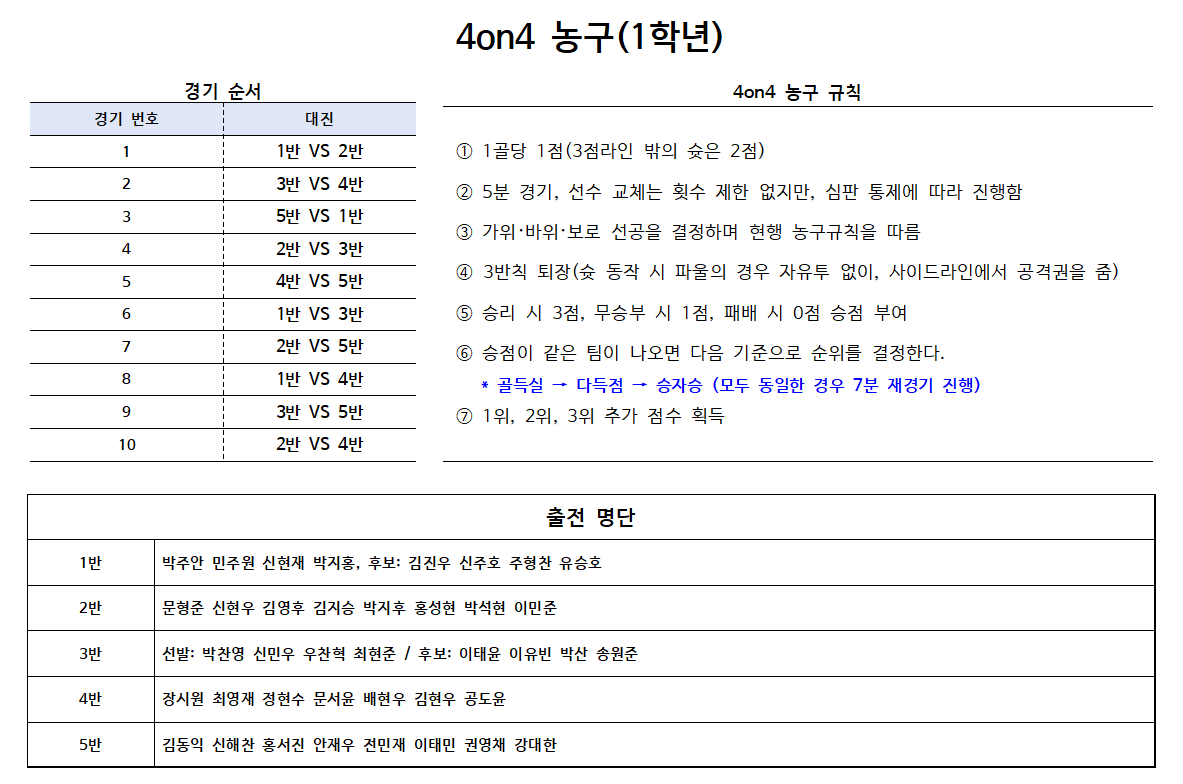 4on4 농구(1학년)
경기 순서
경기 번호 대진
1 1반 VS 2반
2 3반 VS 4반
3 5반 VS 1반
4 2반 VS 3반
5 4반 VS 5반
6 1반 VS 3반
7 2반 VS 5반
8 1반 VS 4반
9 3반 VS 5반
10 2반 VS 4반
4on4 농구 규칙
① 1골당 1점(3점라인 밖의 슛은 2점)
② 5분 경기, 선수 교체는 횟수 제한 없지만, 심판 통제에 따라 진행함
③ 가위·바위·보로 선공을 결정하며 현행 농구규칙을 따름
④ 3반칙 퇴장(슛 동작 시 파울의 경우 자유투 없이, 사이드라인에서 공격권을 줌)
⑤ 승리 시 3점, 무승부 시 1점, 패배 시 0점 승점 부여
⑥ 승점이 같은 팀이 나오면 다음 기준으로 순위를 결정한다.
* 골득실 → 다득점 → 승자승 (모두 동일한 경우 7분 재경기 진행)
⑦ 1위, 2위, 3위 추가 점수 획득
출전 명단
1반 박주안 민주원 신현재 박지홍, 후보: 김진우 신주호 주형찬 유승호
2반 문형준 신현우 김영후 김지승 박지후 홍성현 박석현 이민준
3반 선발: 박찬영 신민우 우찬혁 최현준 / 후보: 이태윤 이유빈 박산 송원준
4반 장시원 최영재 정현수 문서윤 배현우 김현우 공도윤
5반 김동익 신해찬 홍서진 안재우 전민재 이태민 권영채 강대한